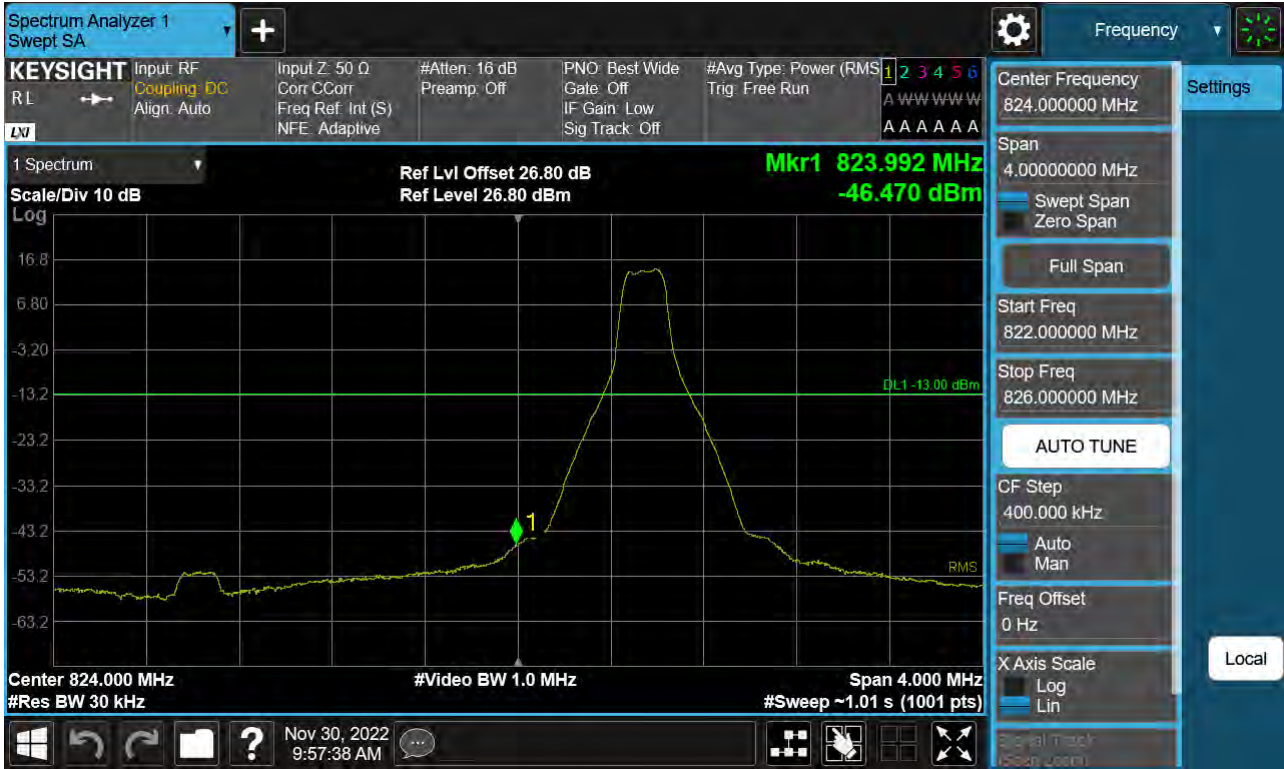 Spectrum Analyzer 1
Swept SA
Frequency
KEYSIGHT
RL
LXI
Input: RF
Coupling: DC
Align: Auto
Input Z: 50 Ω
Corr CCorr
Freq Ref: Int (S)
NFE: Adaptive
#Atten: 16 dB
Preamp: Off
PNO: Best Wide
Gate: Off
IF Gain: Low
Sig Track: Off
#Avg Type: Power (RMS
Trig: Free Run
1 2 3 4 5 6
A W W W W W
A A A A A A
1 Spectrum
Scale/Div 10 dB
Log
Ref Lvl Offset 26.80 dB
Ref Level 26.80 dBm
Mkr1 823.992 MHz
-46.470 dBm
16.8
6.80
-3.20
-13.2
-23.2
-33.2
-43.2
-53.2
-63.2
DL1 -13.00 dBm
1
RMS
Center 824.000 MHz
#Res BW 30 kHz
#Video BW 1.0 MHz
Span 4.000 MHz
#Sweep ~1.01 s (1001 pts)
Center Frequency
824.000000 MHz
Span
4.00000000 MHz
Swept Span
Zero Span
Full Span
Start Freq
822.000000 MHz
Stop Freq
826.000000 MHz
AUTO TUNE
CF Step
400.000 kHz
Auto
Man
Freq Offset
0 Hz
X Axis Scale
Log
Lin
Signal Track
(Span Zoom)
Settings
Local
?
Nov 30, 2022
9:57:38 AM